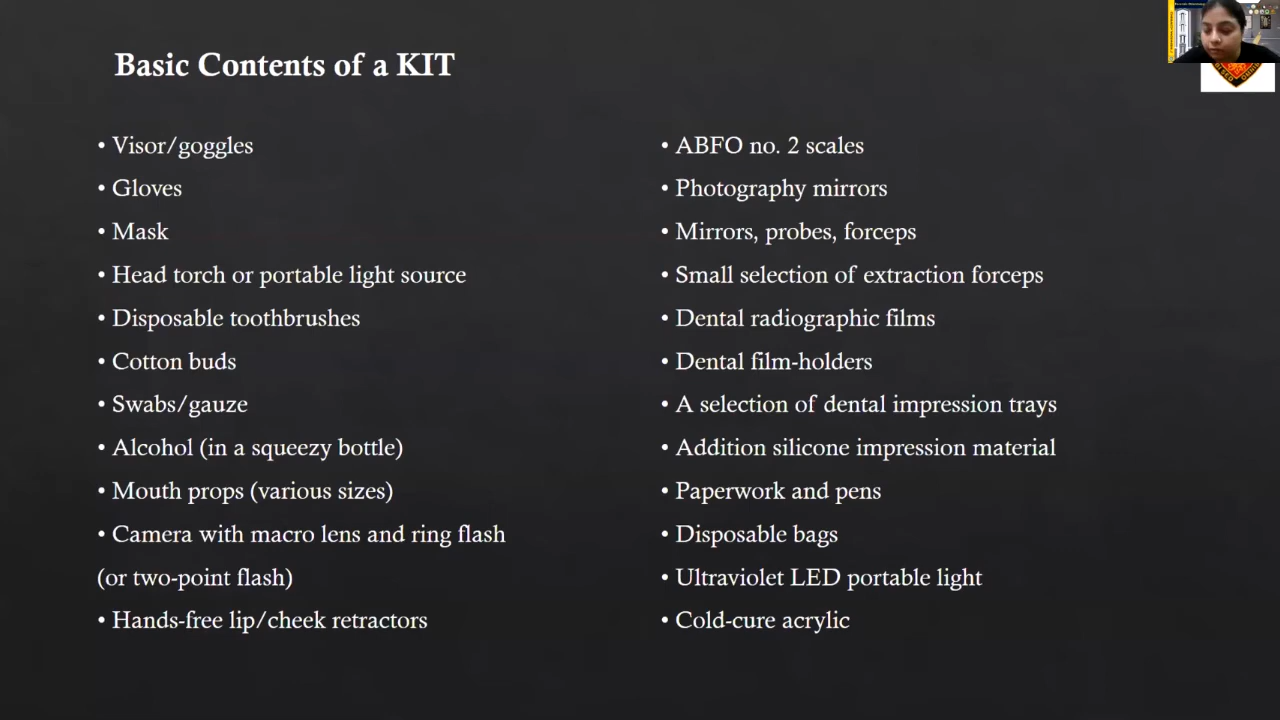 Basic Contents of a KIT
• Visor/goggles
• Gloves
• Mask
• Head torch or portable light source
• Disposable toothbrushes
• Cotton buds
• Swabs/gauze
• Alcohol (in a squeezy bottle)
• Mouth props (various sizes)
• Camera with macro lens and ring flash
(or two-point flash)
• Hands-free lip/cheek retractors
• ABFO no. 2 scales
• Photography mirrors
• Mirrors, probes, forceps
• Small selection of extraction forceps
• Dental radiographic films
• Dental film-holders
• A selection of dental impression trays
• Addition silicone impression material
• Paperwork and pens
• Disposable bags
• Ultraviolet LED portable light
• Cold-cure acrylic